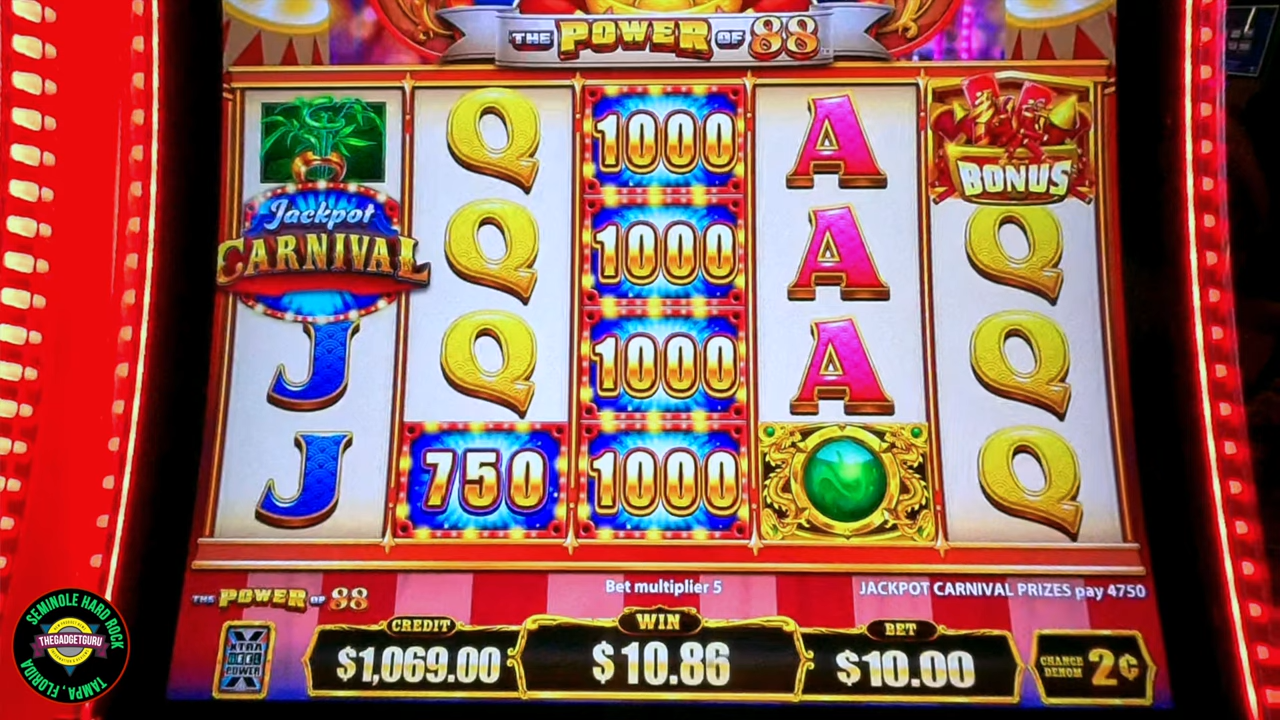 THE POWER OF 88
Q 1000 A BONUS
Jackpot
CARNIVAL
Q 1000 A Q
J Q 1000 A Q
J 750 1000 Q
Bet multiplier 5
JACKPOT CARNIVAL PRIZES pay 4750
THE POWER OF 88
XTRA
REEL
POWER
CREDIT
$1,069.00
WIN
$10.86
BET
$10.00
CHANGE
DENOM
2¢
SEMINOLE HARD ROCK
THEGADGETGURU
TAMPA, FLORIDA